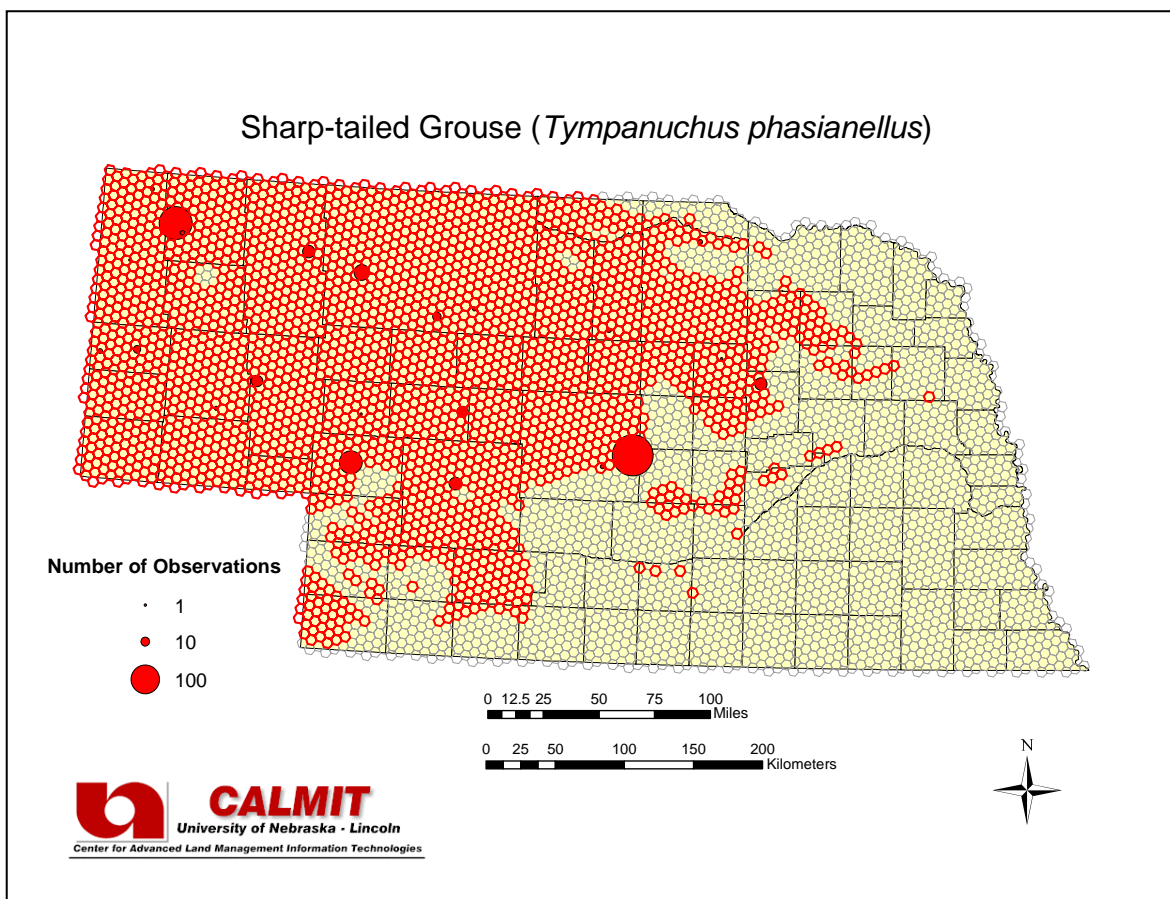 Sharp-tailed Grouse (Tympanuchus phasianellus)
Number of Observations
1
10
100
0 12.5 25 50 75 100
Miles
0 25 50 100 150 200
Kilometers
N
CALMIT
University of Nebraska - Lincoln
Center for Advanced Land Management Information Technologies